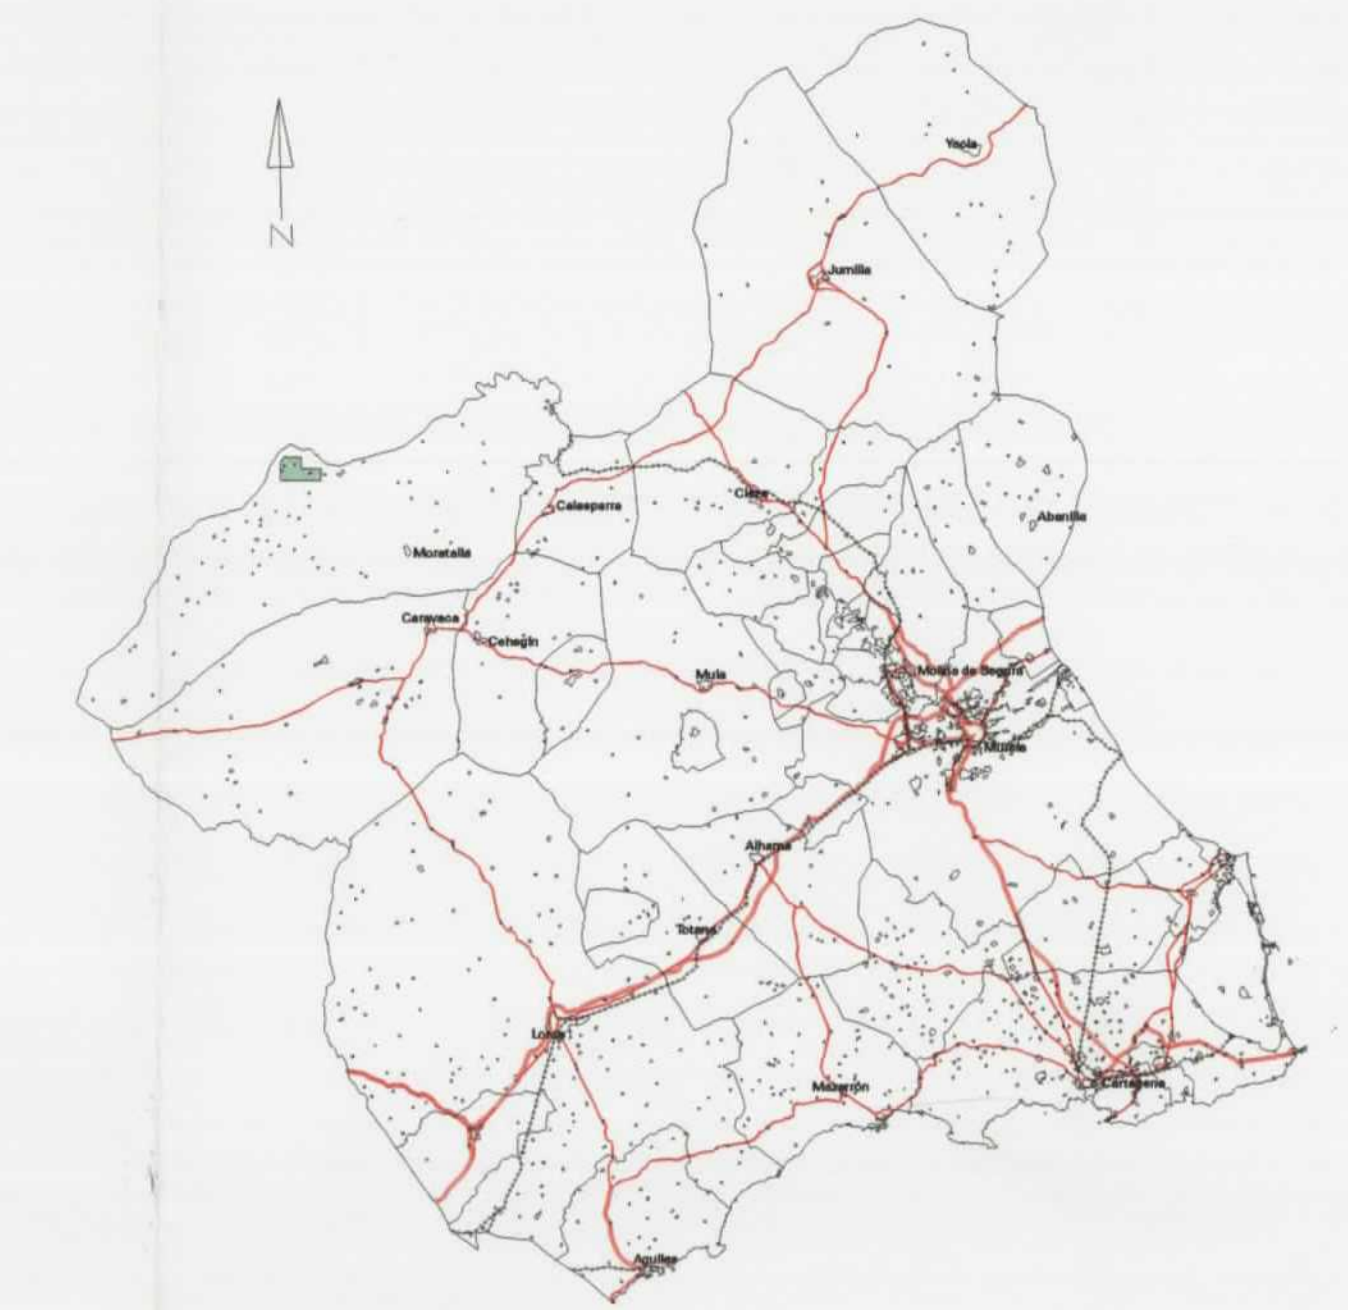 Yecla
N
Jumilla
Cieza
Calasparra
Abanilla
Moratalla
Caravaca
Cehegín
Molina de Segura
Mula
Murcia
Alhama
Totana
Lorca
Mazarrón
Cartagena
Aguilas